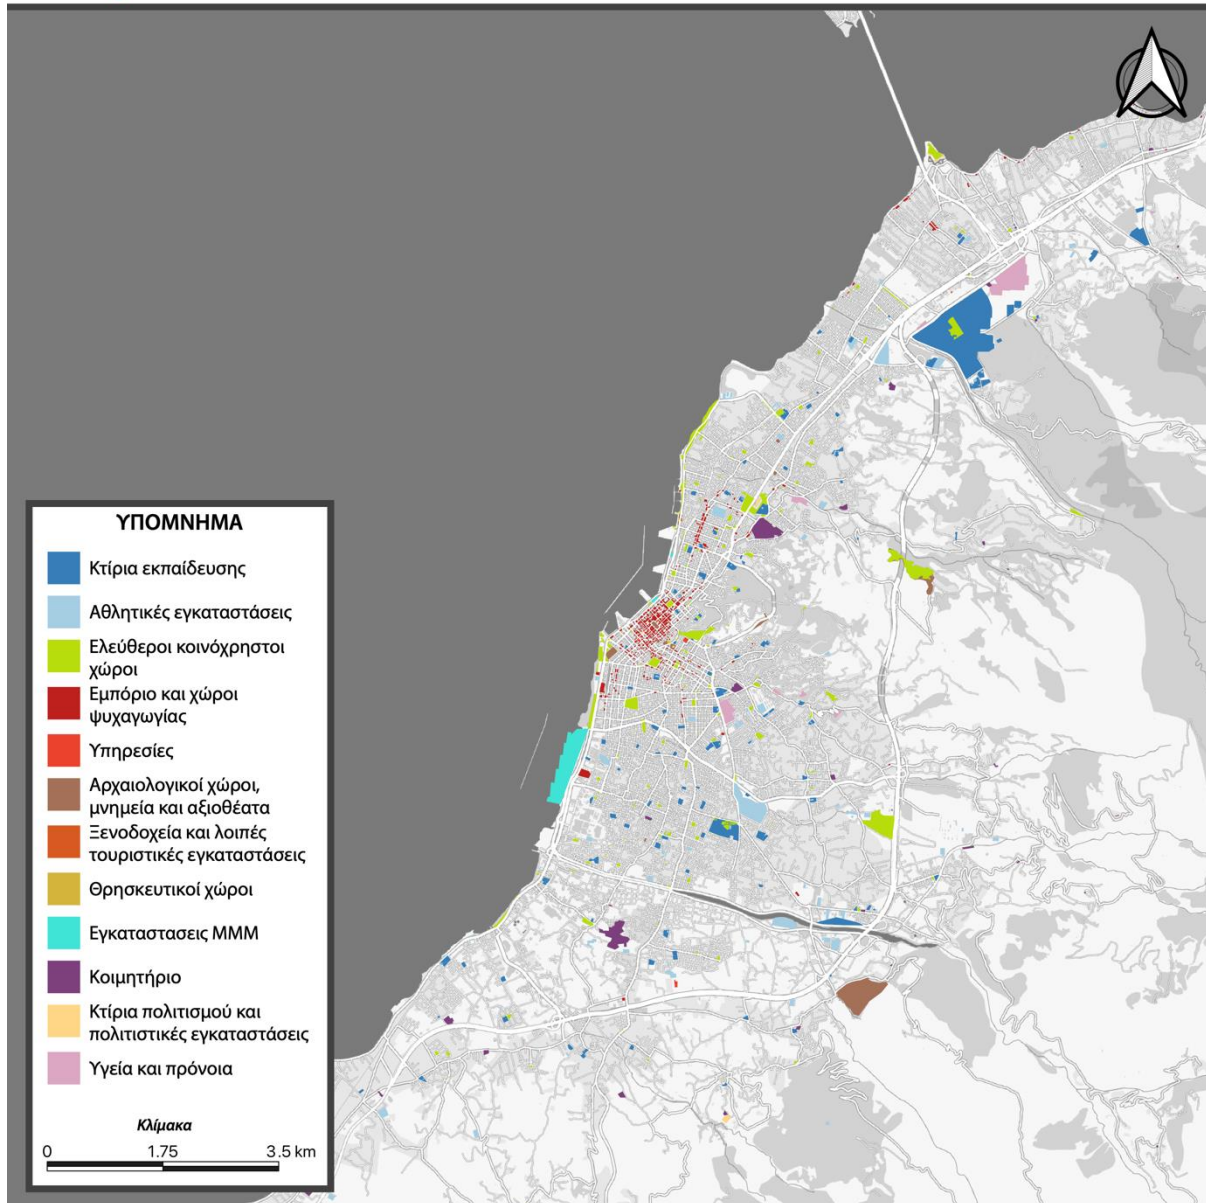 ΥΠΟΜΝΗΜΑ
Κτίρια εκπαίδευσης
Αθλητικές εγκαταστάσεις
Ελεύθεροι κοινόχρηστοι
χώροι
Εμπόριο και χώροι
ψυχαγωγίας
Υπηρεσίες
Αρχαιολογικοί χώροι,
μνημεία και αξιοθέατα
Ξενοδοχεία και λοιπές
τουριστικές εγκαταστάσεις
Θρησκευτικοί χώροι
Εγκαταστασεις ΜΜΜ
Κοιμητήριο
Κτίρια πολιτισμού και
πολιτιστικές εγκαταστάσεις
Υγεία και πρόνοια
Κλίμακα
0 1.75 3.5 km